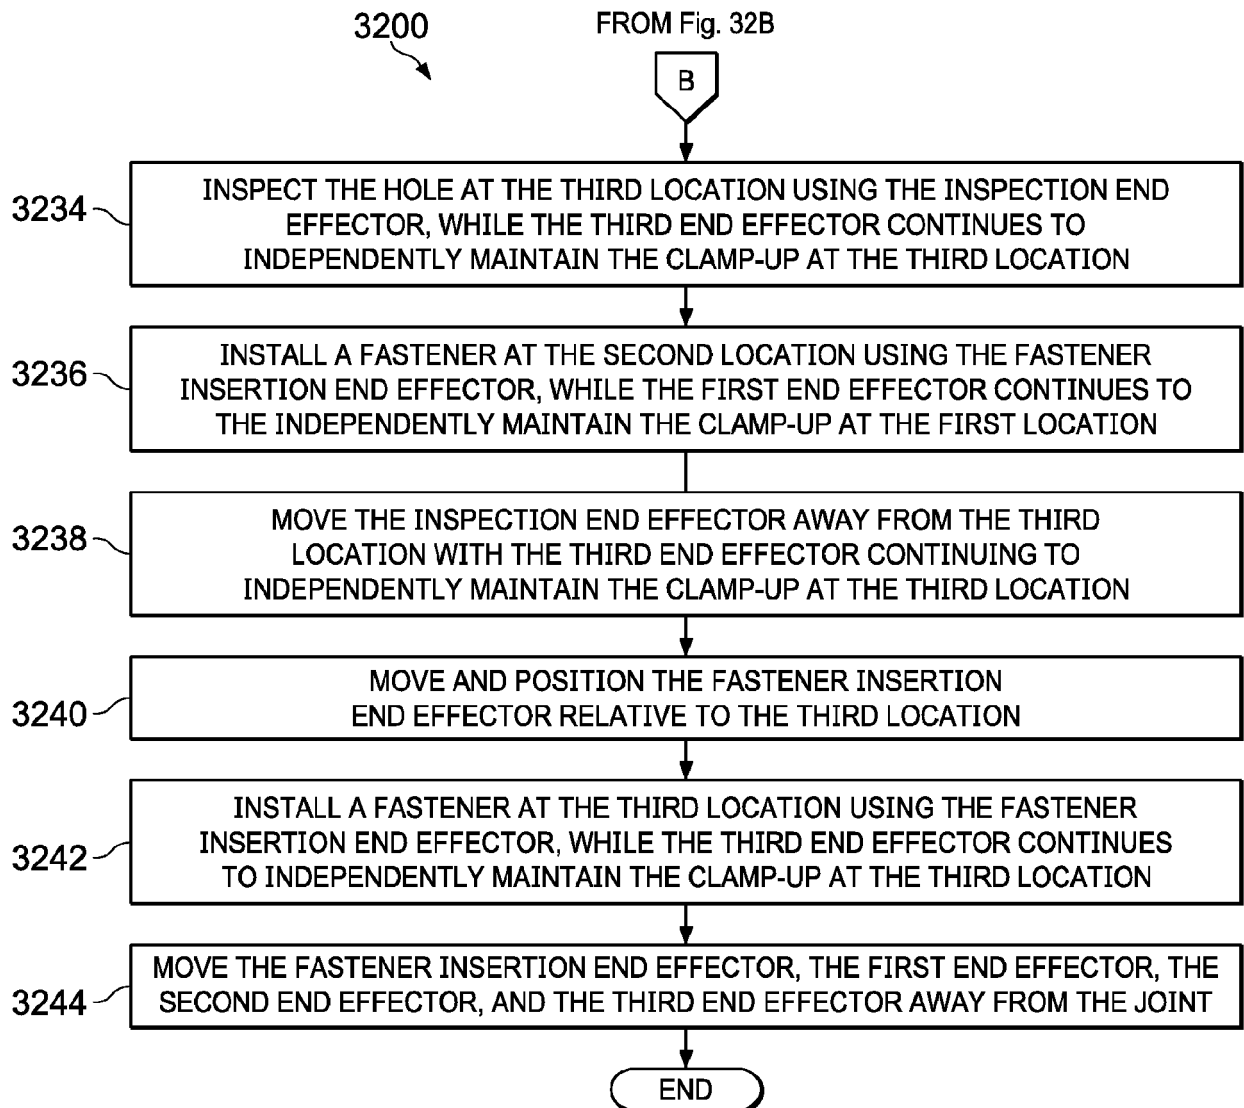 3200
FROM Fig. 32B
B
3234
INSPECT THE HOLE AT THE THIRD LOCATION USING THE INSPECTION END
EFFECTOR, WHILE THE THIRD END EFFECTOR CONTINUES TO
INDEPENDENTLY MAINTAIN THE CLAMP-UP AT THE THIRD LOCATION
3236
INSTALL A FASTENER AT THE SECOND LOCATION USING THE FASTENER
INSERTION END EFFECTOR, WHILE THE FIRST END EFFECTOR CONTINUES TO
THE INDEPENDENTLY MAINTAIN THE CLAMP-UP AT THE FIRST LOCATION
3238
MOVE THE INSPECTION END EFFECTOR AWAY FROM THE THIRD
LOCATION WITH THE THIRD END EFFECTOR CONTINUING TO
INDEPENDENTLY MAINTAIN THE CLAMP-UP AT THE THIRD LOCATION
3240
MOVE AND POSITION THE FASTENER INSERTION
END EFFECTOR RELATIVE TO THE THIRD LOCATION
3242
INSTALL A FASTENER AT THE THIRD LOCATION USING THE FASTENER
INSERTION END EFFECTOR, WHILE THE THIRD END EFFECTOR CONTINUES
TO INDEPENDENTLY MAINTAIN THE CLAMP-UP AT THE THIRD LOCATION
3244
MOVE THE FASTENER INSERTION END EFFECTOR, THE FIRST END EFFECTOR, THE
SECOND END EFFECTOR, AND THE THIRD END EFFECTOR AWAY FROM THE JOINT
END